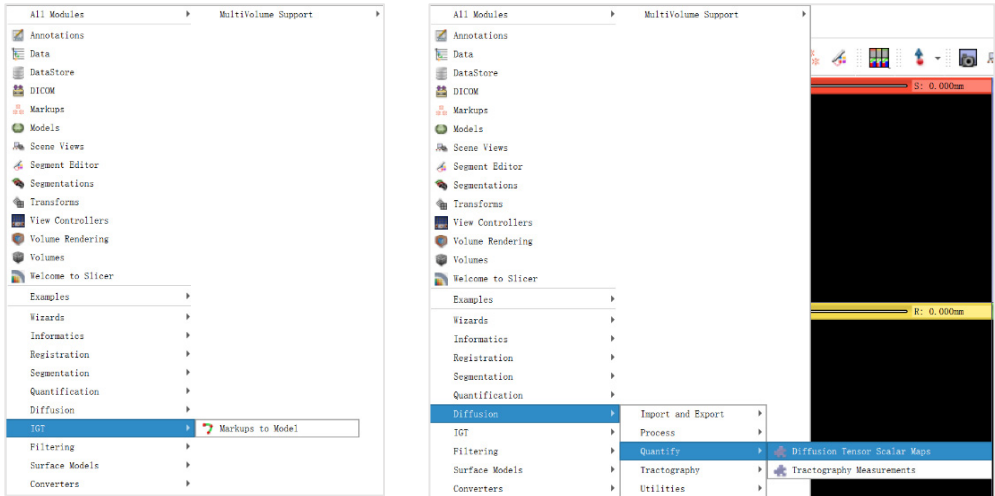 All Modules
MultiVolume Support
Annotations
Data
DataStore
DICOM
Markups
Models
Scene Views
Segment Editor
Segmentations
Transforms
View Controllers
Volume Rendering
Volumes
Welcome to Slicer
Examples
Wizards
Informatics
Registration
Segmentation
Quantification
Diffusion
IGT
Markups to Model
Filtering
Surface Models
Converters
All Modules
MultiVolume Support
Annotations
Data
DataStore
DICOM
Markups
Models
Scene Views
Segment Editor
Segmentations
Transforms
View Controllers
Volume Rendering
Volumes
Welcome to Slicer
Examples
Wizards
Informatics
Registration
Segmentation
Quantification
Diffusion
IGT
Filtering
Surface Models
Converters
Import and Export
Process
Quantify
Tractography
Utilities
Diffusion Tensor Scalar Maps
Tractography Measurements
S: 0.000mm
R: 0.000mm